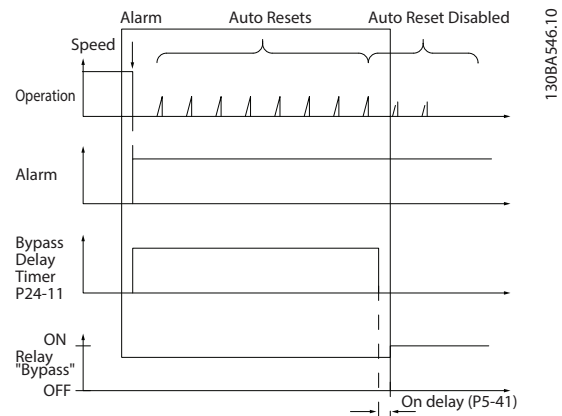 Alarm
Auto Resets
Auto Reset Disabled
130BA546.10
Speed
Operation
Alarm
Bypass
Delay
Timer
P24-11
ON
Relay
"Bypass"
OFF
On delay (P5-41)